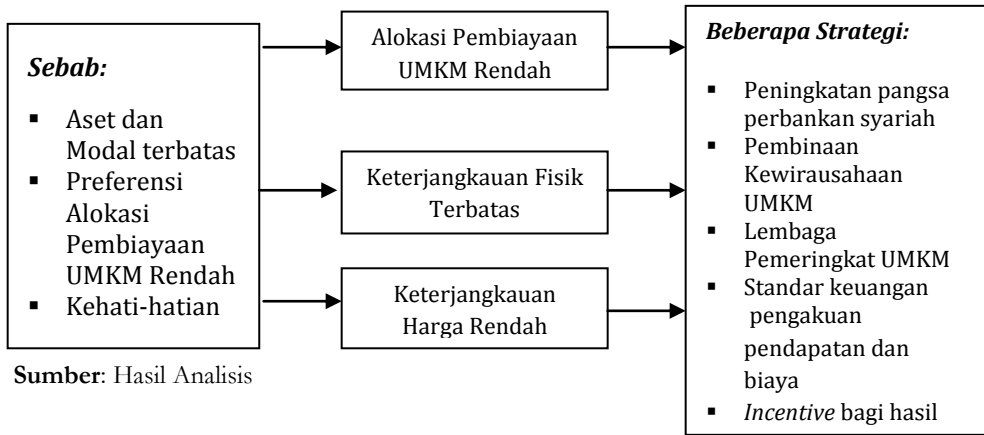 Sebab:
▪ Aset dan
Modal terbatas
▪ Preferensi
Alokasi
Pembiayaan
UMKM Rendah
▪ Kehati-hatian
Alokasi Pembiayaan
UMKM Rendah
Keterjangkauan Fisik
Terbatas
Keterjangkauan
Harga Rendah
Beberapa Strategi:
▪ Peningkatan pangsa
perbankan syariah
▪ Pembinaan
Kewirausahaan
UMKM
▪ Lembaga
Pemeringkat UMKM
▪ Standar keuangan
pengakuan
pendapatan dan
biaya
▪ Incentive bagi hasil
Sumber: Hasil Analisis